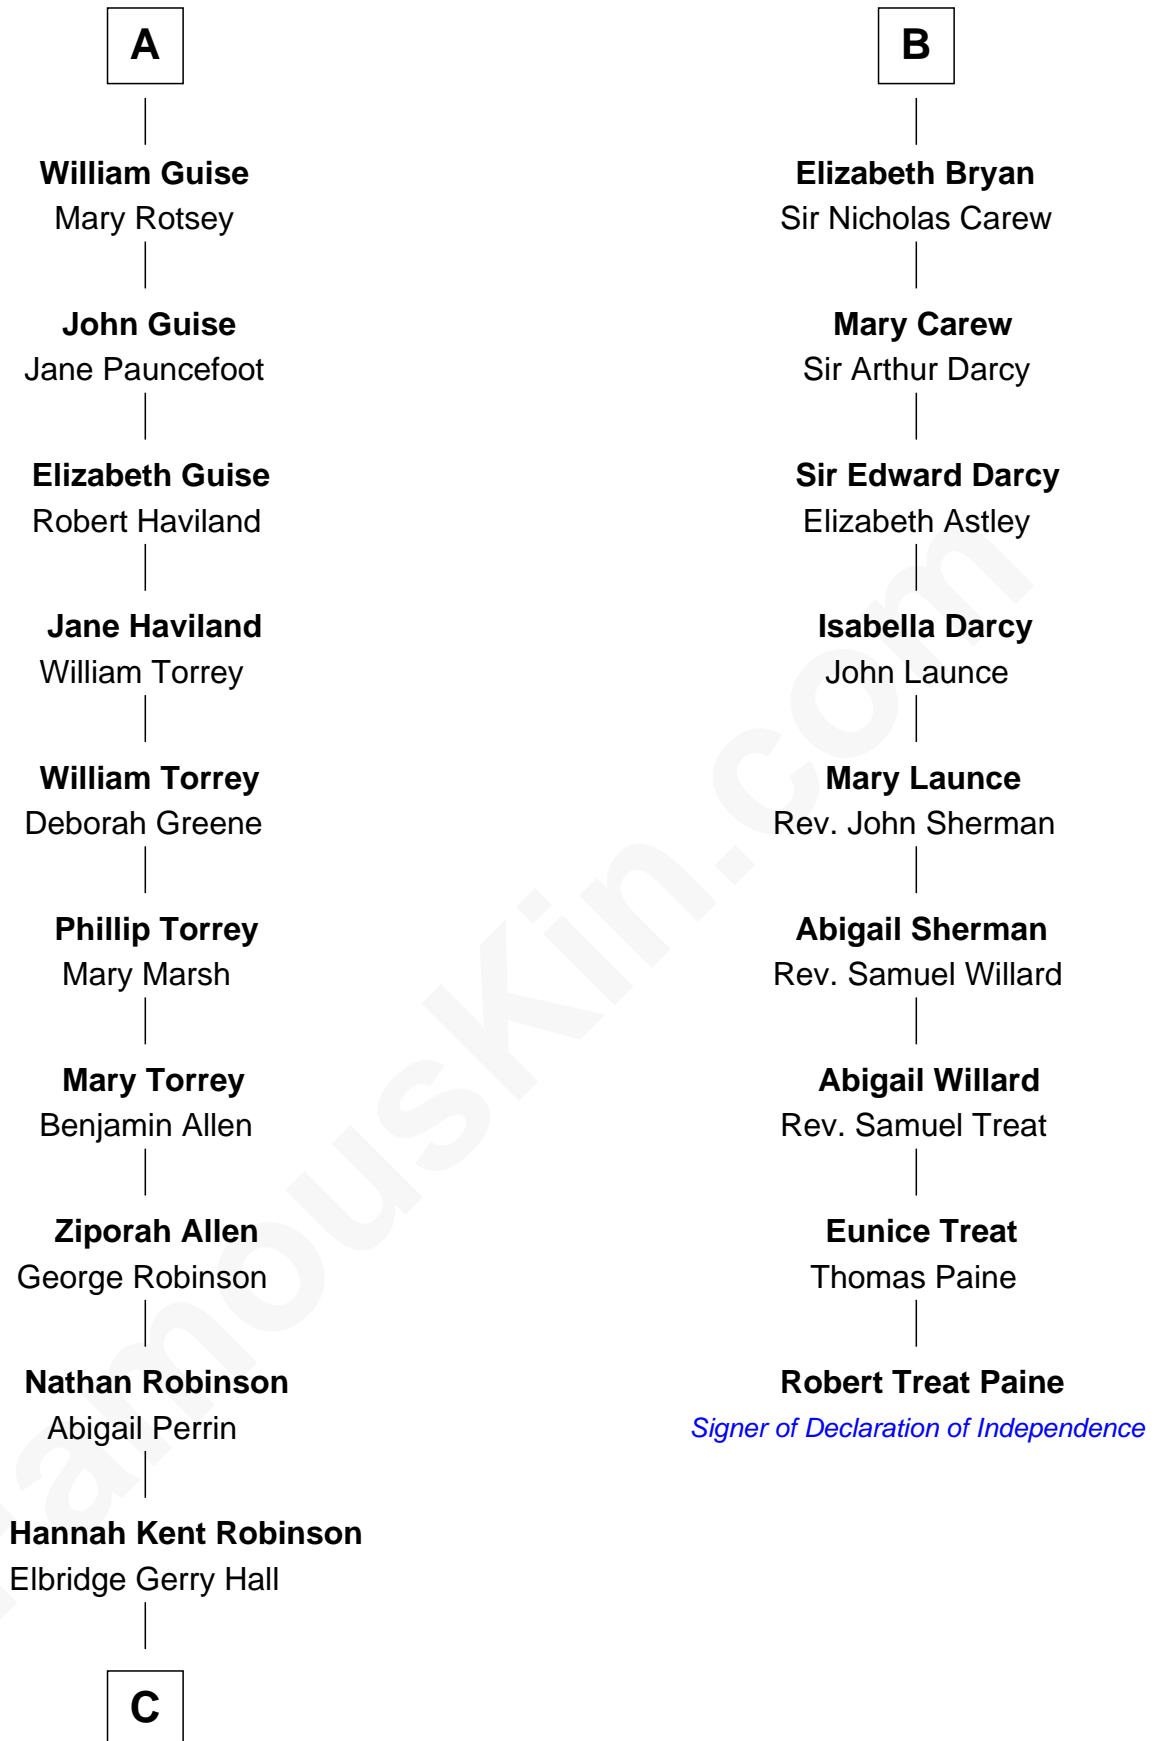 A
William Guise
Mary Rotsey
John Guise
Jane Pauncefoot
Elizabeth Guise
Robert Haviland
Jane Haviland
William Torrey
William Torrey
Deborah Greene
Phillip Torrey
Mary Marsh
Mary Torrey
Benjamin Allen
Ziporah Allen
George Robinson
Nathan Robinson
Abigail Perrin
Hannah Kent Robinson
Elbridge Gerry Hall
C
B
Elizabeth Bryan
Sir Nicholas Carew
Mary Carew
Sir Arthur Darcy
Sir Edward Darcy
Elizabeth Astley
Isabella Darcy
John Launce
Mary Launce
Rev. John Sherman
Abigail Sherman
Rev. Samuel Willard
Abigail Willard
Rev. Samuel Treat
Eunice Treat
Thomas Paine
Robert Treat Paine
Signer of Declaration of Independence
FamousKin.com